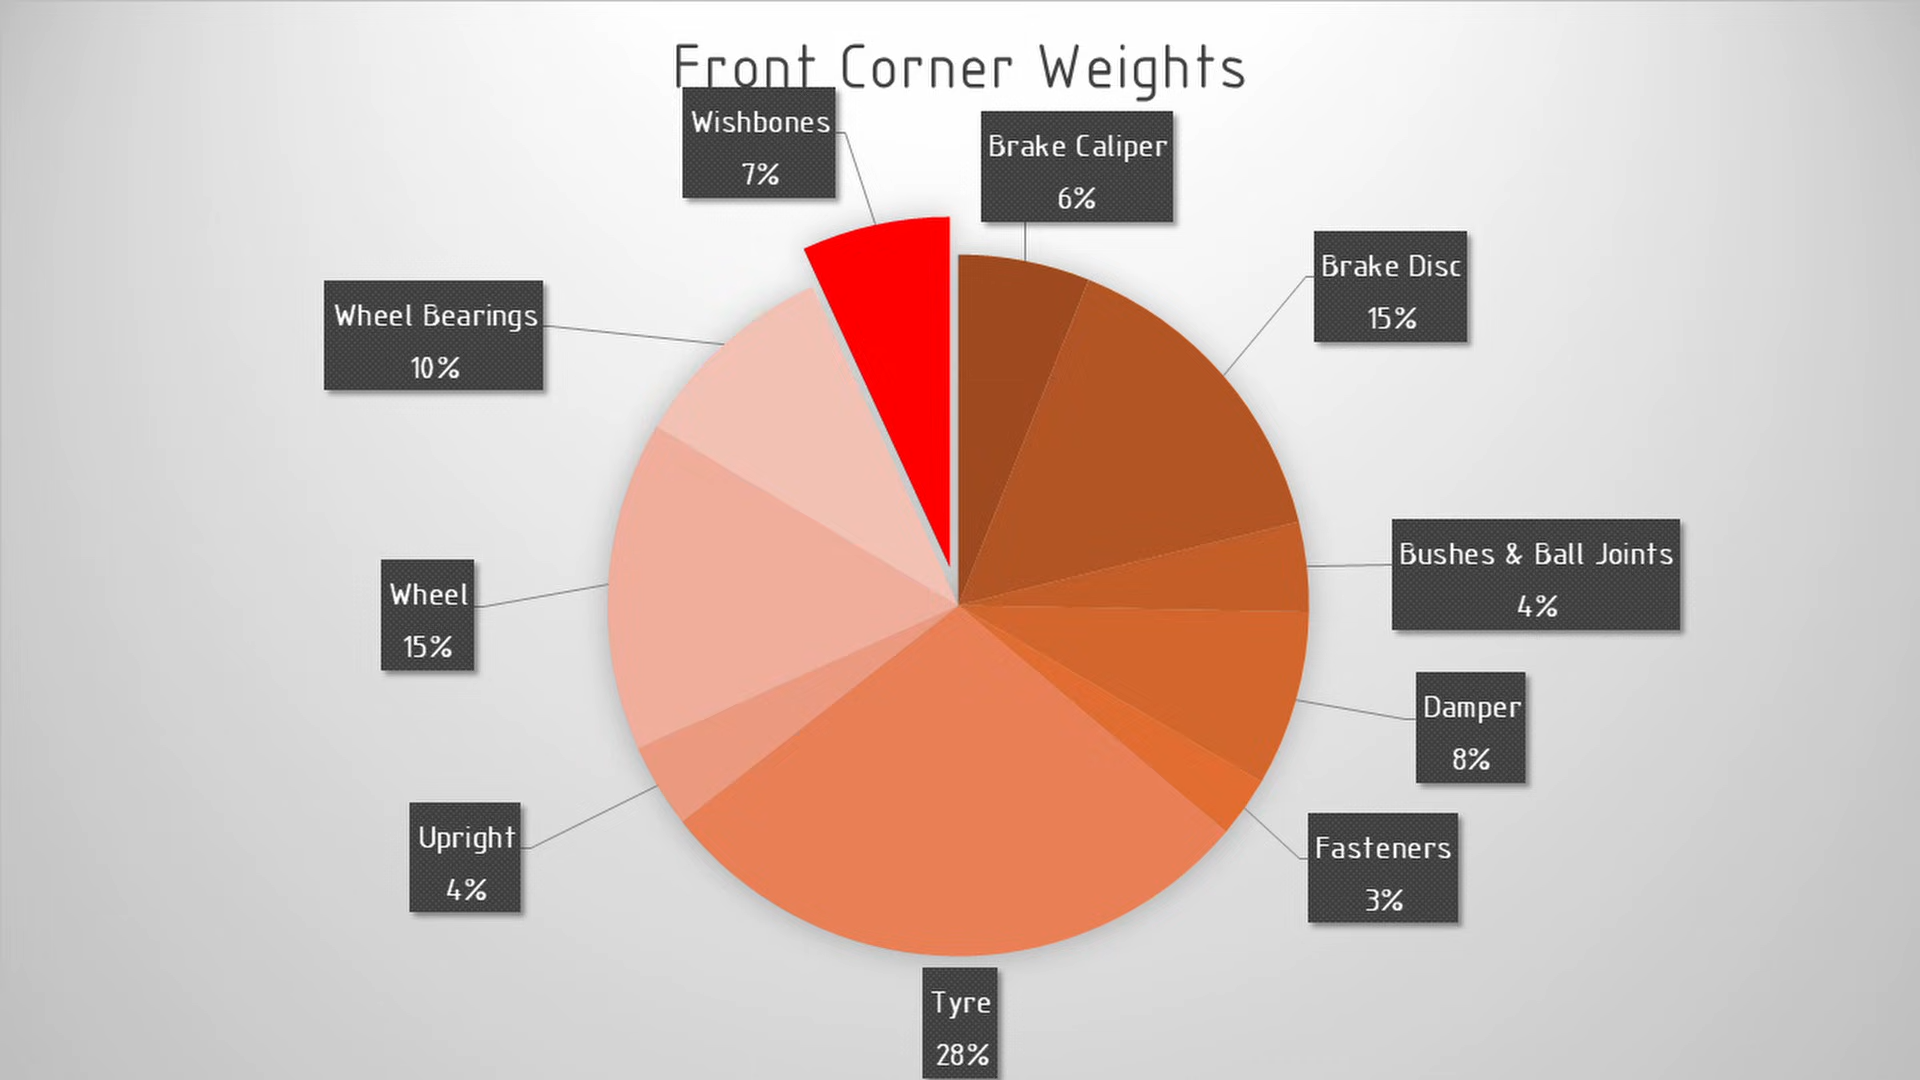 Front Corner Weights
Wishbones
7%
Brake Caliper
6%
Brake Disc
15%
Wheel Bearings
10%
Bushes & Ball Joints
4%
Wheel
15%
Damper
8%
Upright
4%
Fasteners
3%
Tyre
28%